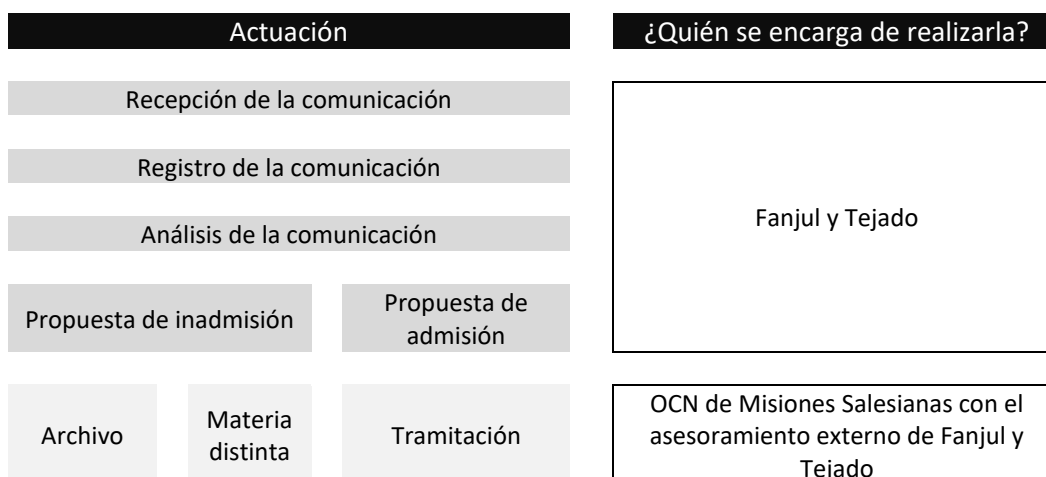 Actuación
¿Quién se encarga de realizarla?
Recepción de la comunicación
Registro de la comunicación
Análisis de la comunicación
Propuesta de inadmisión
Propuesta de
admisión
Fanjul y Tejado
Archivo
Materia
distinta
Tramitación
OCN de Misiones Salesianas con el
asesoramiento externo de Fanjul y
Tejado